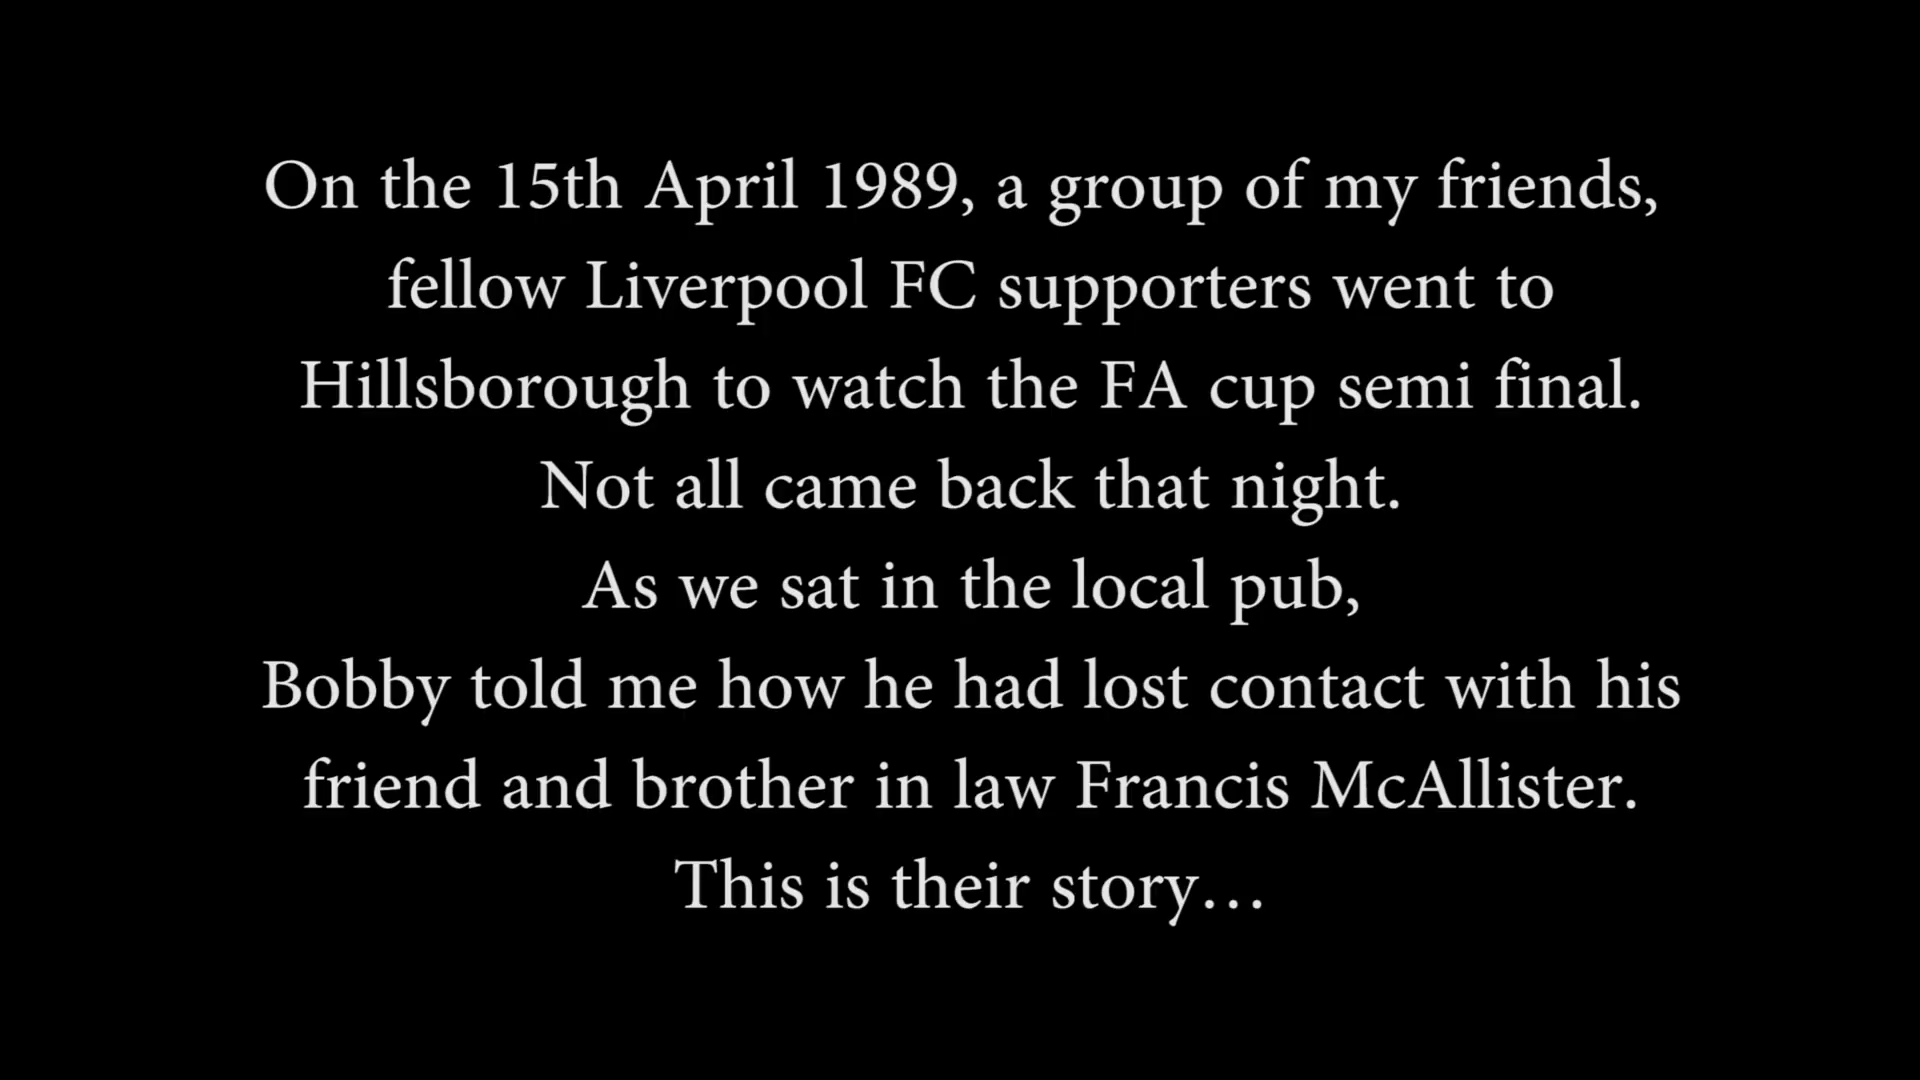 On the 15th April 1989, a group of my friends,
fellow Liverpool FC supporters went to
Hillsborough to watch the FA cup semi final.
Not all came back that night.
As we sat in the local pub,
Bobby told me how he had lost contact with his
friend and brother in law Francis McAllister.
This is their story…